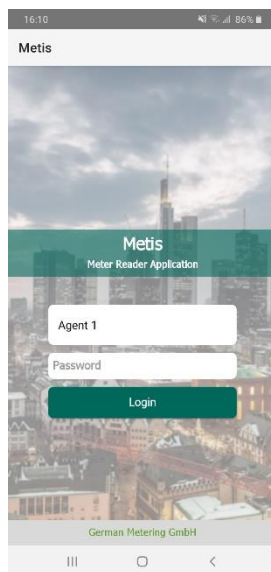 16:10
86%
Metis
Metis
Meter Reader Application
Agent 1
Password
Login
German Metering GmbH